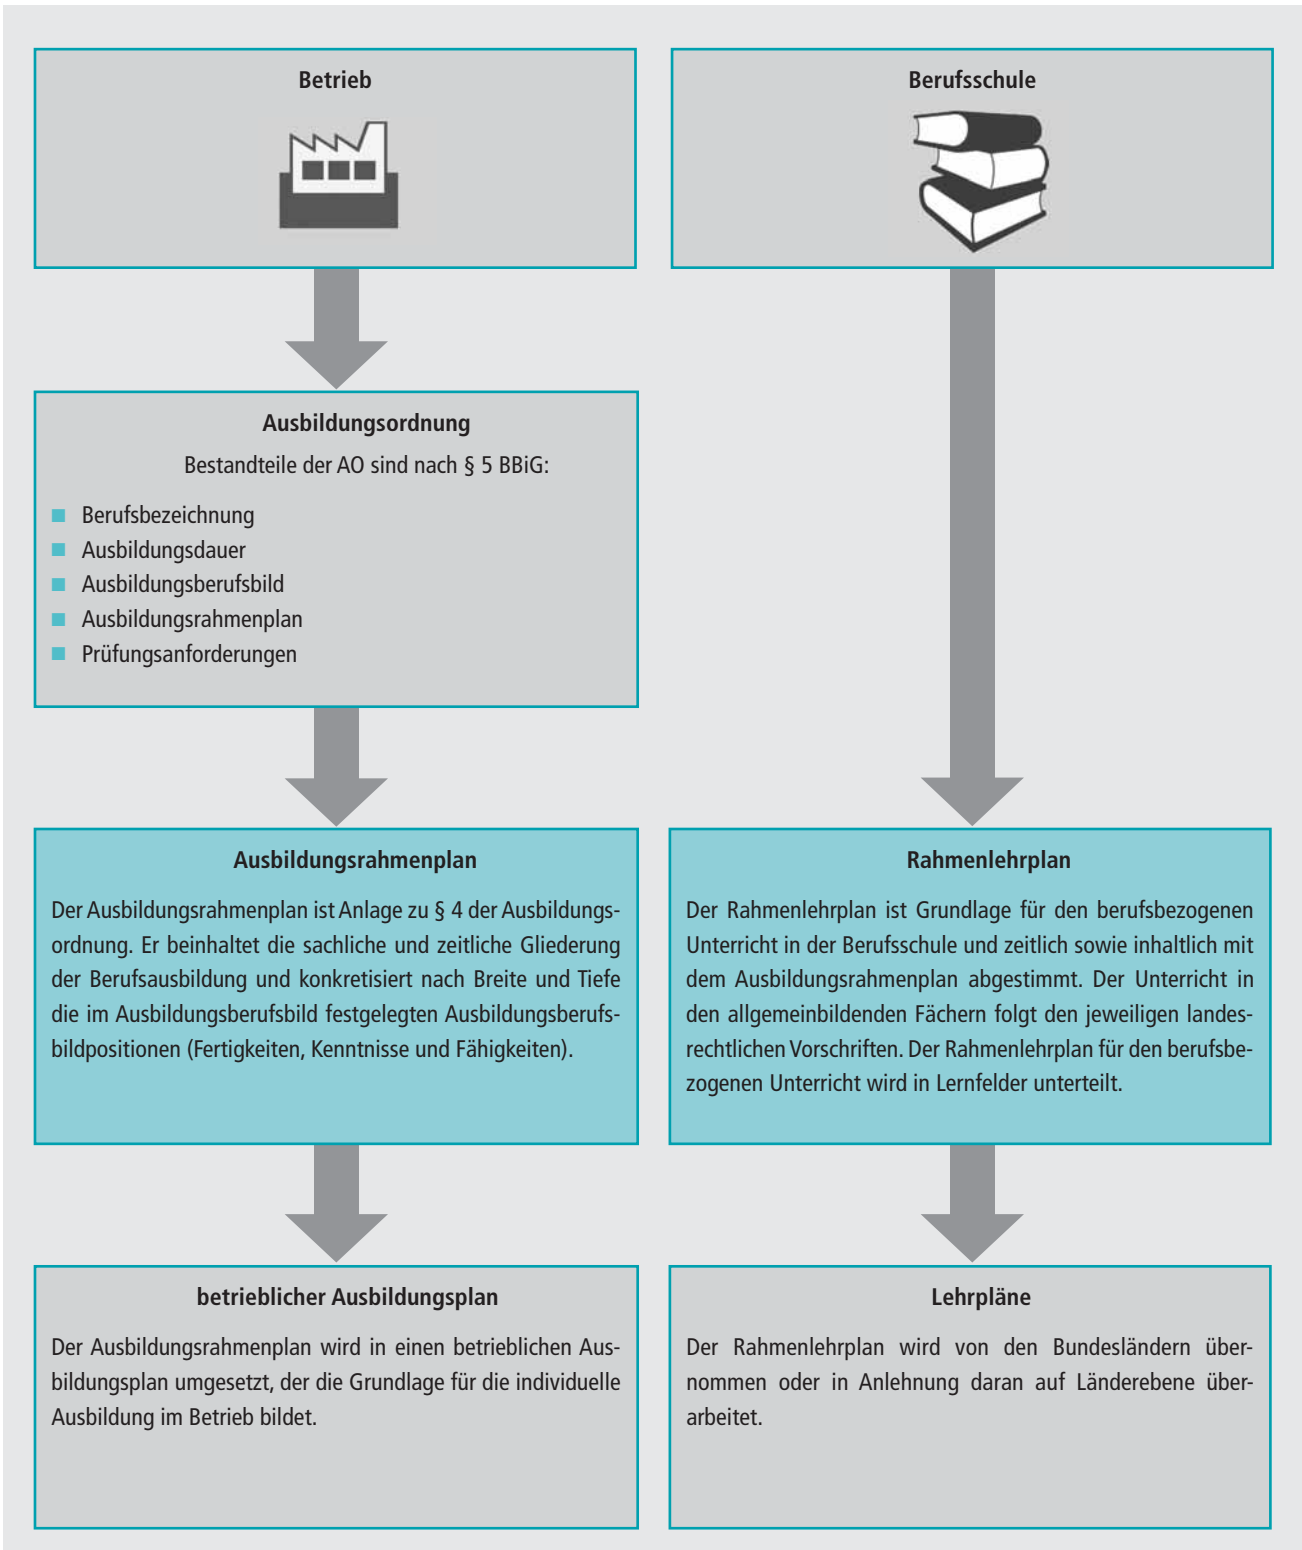 Betrieb
Berufsschule
Ausbildungsordnung
Bestandteile der AO sind nach § 5 BBiG:
Berufsbezeichnung
Ausbildungsdauer
Ausbildungsberufsbild
Ausbildungsrahmenplan
Prüfungsanforderungen
Ausbildungsrahmenplan
Der Ausbildungsrahmenplan ist Anlage zu § 4 der Ausbildungs-
ordnung. Er beinhaltet die sachliche und zeitliche Gliederung
der Berufsausbildung und konkretisiert nach Breite und Tiefe
die im Ausbildungsberufsbild festgelegten Ausbildungsberufs-
bildpositionen (Fertigkeiten, Kenntnisse und Fähigkeiten).
Rahmenlehrplan
Der Rahmenlehrplan ist Grundlage für den berufsbezogenen
Unterricht in der Berufsschule und zeitlich sowie inhaltlich mit
dem Ausbildungsrahmenplan abgestimmt. Der Unterricht in
den allgemeinbildenden Fächern folgt den jeweiligen landes-
rechtlichen Vorschriften. Der Rahmenlehrplan für den berufsbe-
zogenen Unterricht wird in Lernfelder unterteilt.
betrieblicher Ausbildungsplan
Der Ausbildungsrahmenplan wird in einen betrieblichen Aus-
bildungsplan umgesetzt, der die Grundlage für die individuelle
Ausbildung im Betrieb bildet.
Lehrpläne
Der Rahmenlehrplan wird von den Bundesländern über-
nommen oder in Anlehnung daran auf Länderebene über-
arbeitet.